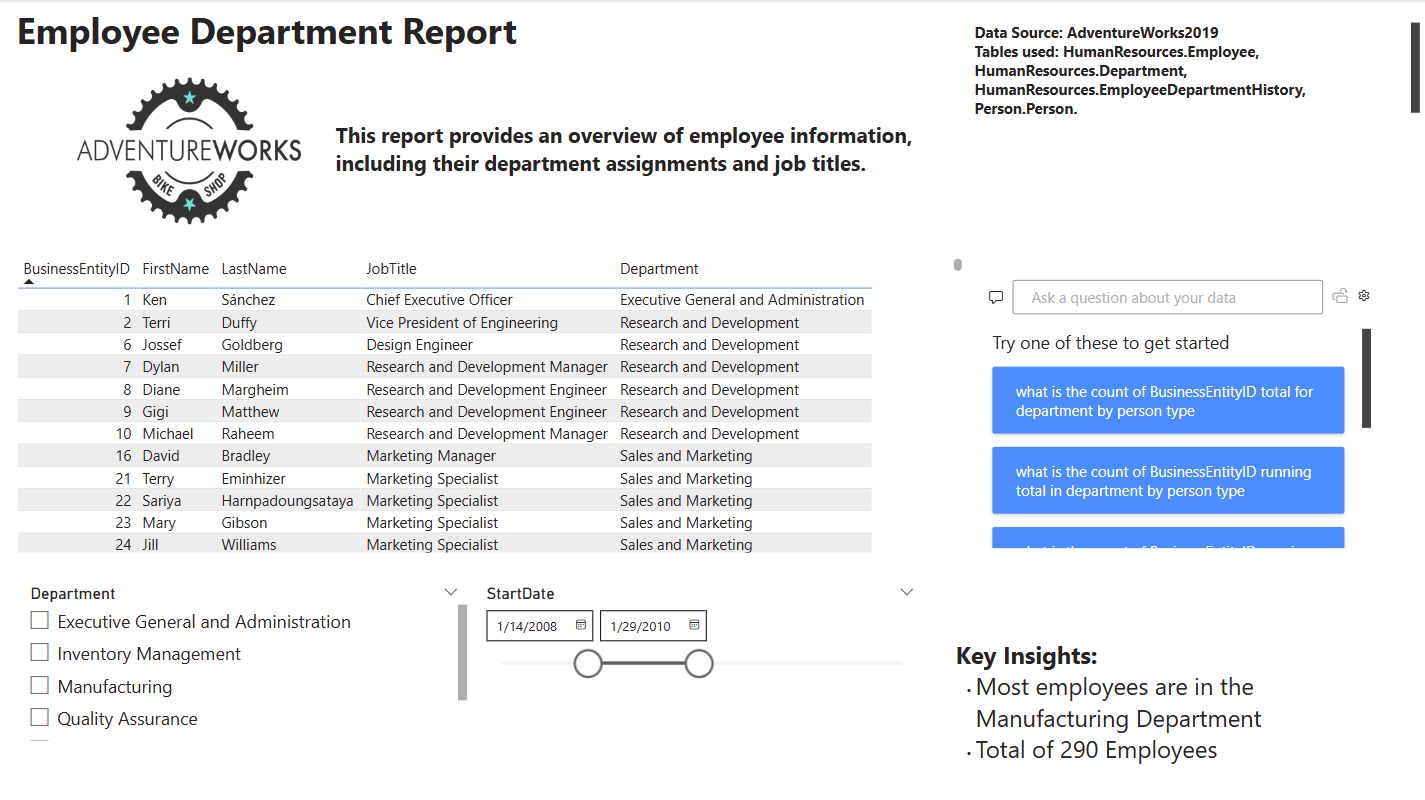 Employee Department Report
Data Source: AdventureWorks2019
Tables used: HumanResources.Employee,
HumanResources.Department,
HumanResources.EmployeeDepartmentHistory,
Person.Person.
ADVENTUREWORKS
BIKE SHOP
This report provides an overview of employee information,
including their department assignments and job titles.
BusinessEntityID FirstName LastName JobTitle Department
1 Ken Sánchez Chief Executive Officer Executive General and Administration
2 Terri Duffy Vice President of Engineering Research and Development
6 Jossef Goldberg Design Engineer Research and Development
7 Dylan Miller Research and Development Manager Research and Development
8 Diane Margheim Research and Development Engineer Research and Development
9 Gigi Matthew Research and Development Engineer Research and Development
10 Michael Raheem Research and Development Manager Research and Development
16 David Bradley Marketing Manager Sales and Marketing
21 Terry Eminhizer Marketing Specialist Sales and Marketing
22 Sariya Harnpadoungsataya Marketing Specialist Sales and Marketing
23 Mary Gibson Marketing Specialist Sales and Marketing
24 Jill Williams Marketing Specialist Sales and Marketing
Ask a question about your data
Try one of these to get started
what is the count of BusinessEntityID total for
department by person type
what is the count of BusinessEntityID running
total in department by person type
Department
Executive General and Administration
Inventory Management
Manufacturing
Quality Assurance
StartDate
1/14/2008 1/29/2010
Key Insights:
• Most employees are in the
Manufacturing Department
• Total of 290 Employees